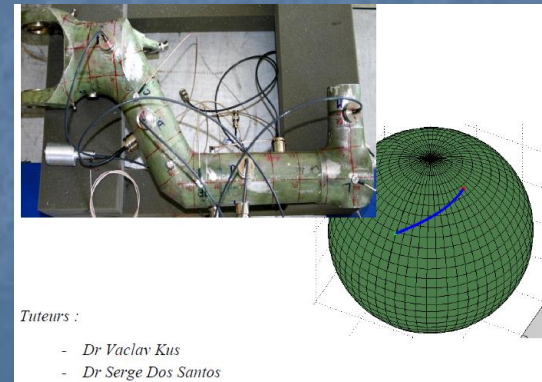 Tuteurs :
- Dr Vaclav Kus
- Dr Serge Dos Santos